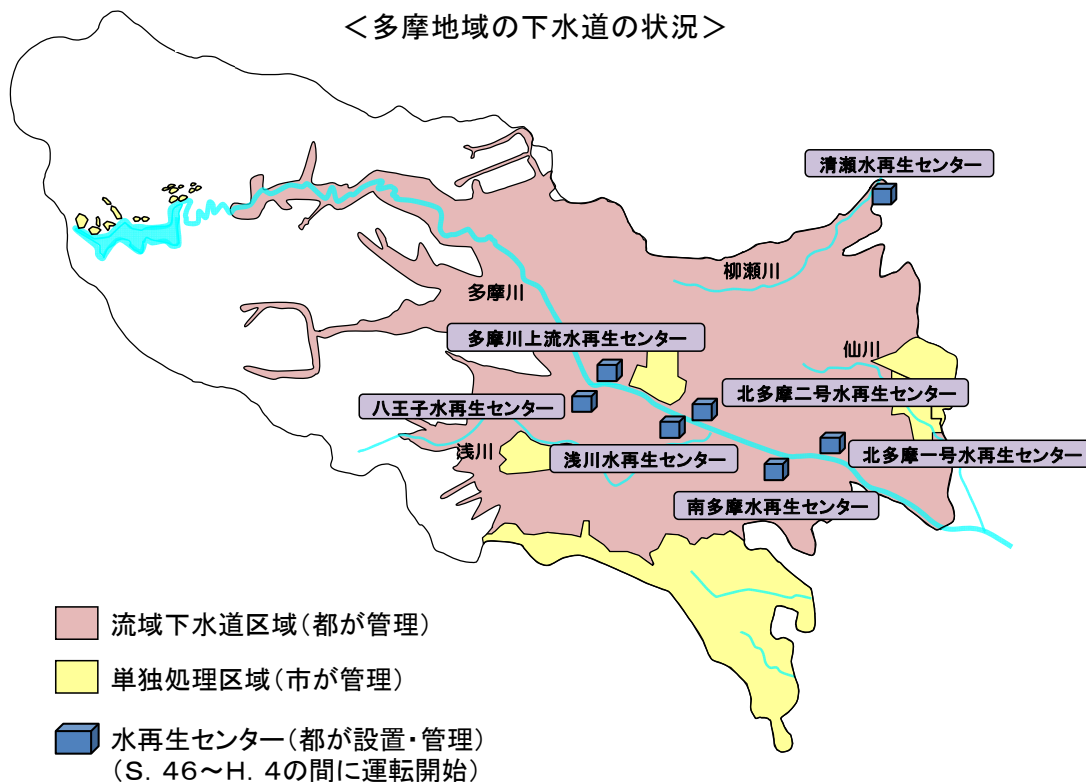 ＜多摩地域の下水道の状況＞
清瀬水再生センター
柳瀬川
多摩川
多摩川上流水再生センター
仙川
北多摩二号水再生センター
八王子水再生センター
浅川
浅川水再生センター
北多摩一号水再生センター
南多摩水再生センター
流域下水道区域（都が管理）
単独処理区域（市が管理）
水再生センター（都が設置・管理）
（S．46～H．4の間に運転開始）